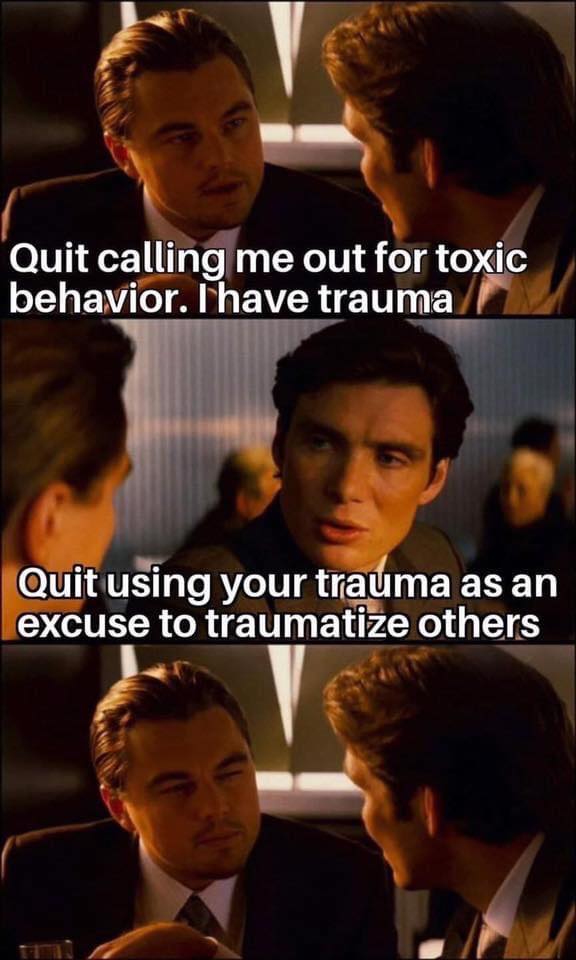 Quit calling me out for toxic
behavior. I have trauma
Quit using your trauma as an
excuse to traumatize others